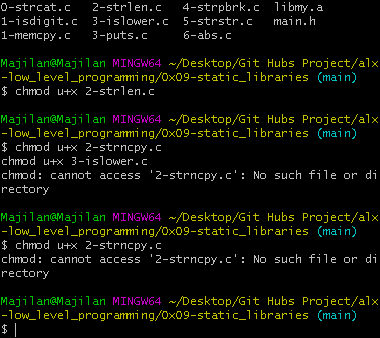 0-strcat.c 2-strlen.c 4-strpbrk.c libmy.a
1-isdigit.c 3-islower.c 5-strstr.c main.h
1-memcpy.c 3-puts.c 6-abs.c
Majilan@Majilan MINGW64 ~/Desktop/Git Hubs Project/alx
-low_level_programming/0x09-static_libraries (main)
$ chmod u+x 2-strlen.c
Majilan@Majilan MINGW64 ~/Desktop/Git Hubs Project/alx
-low_level_programming/0x09-static_libraries (main)
$ chmod u+x 2-strncpy.c
chmod u+x 3-islower.c
chmod: cannot access '2-strncpy.c': No such file or di
rectory
Majilan@Majilan MINGW64 ~/Desktop/Git Hubs Project/alx
-low_level_programming/0x09-static_libraries (main)
$ chmod u+x 2-strncpy.c
chmod: cannot access '2-strncpy.c': No such file or di
rectory
Majilan@Majilan MINGW64 ~/Desktop/Git Hubs Project/alx
-low_level_programming/0x09-static_libraries (main)
$